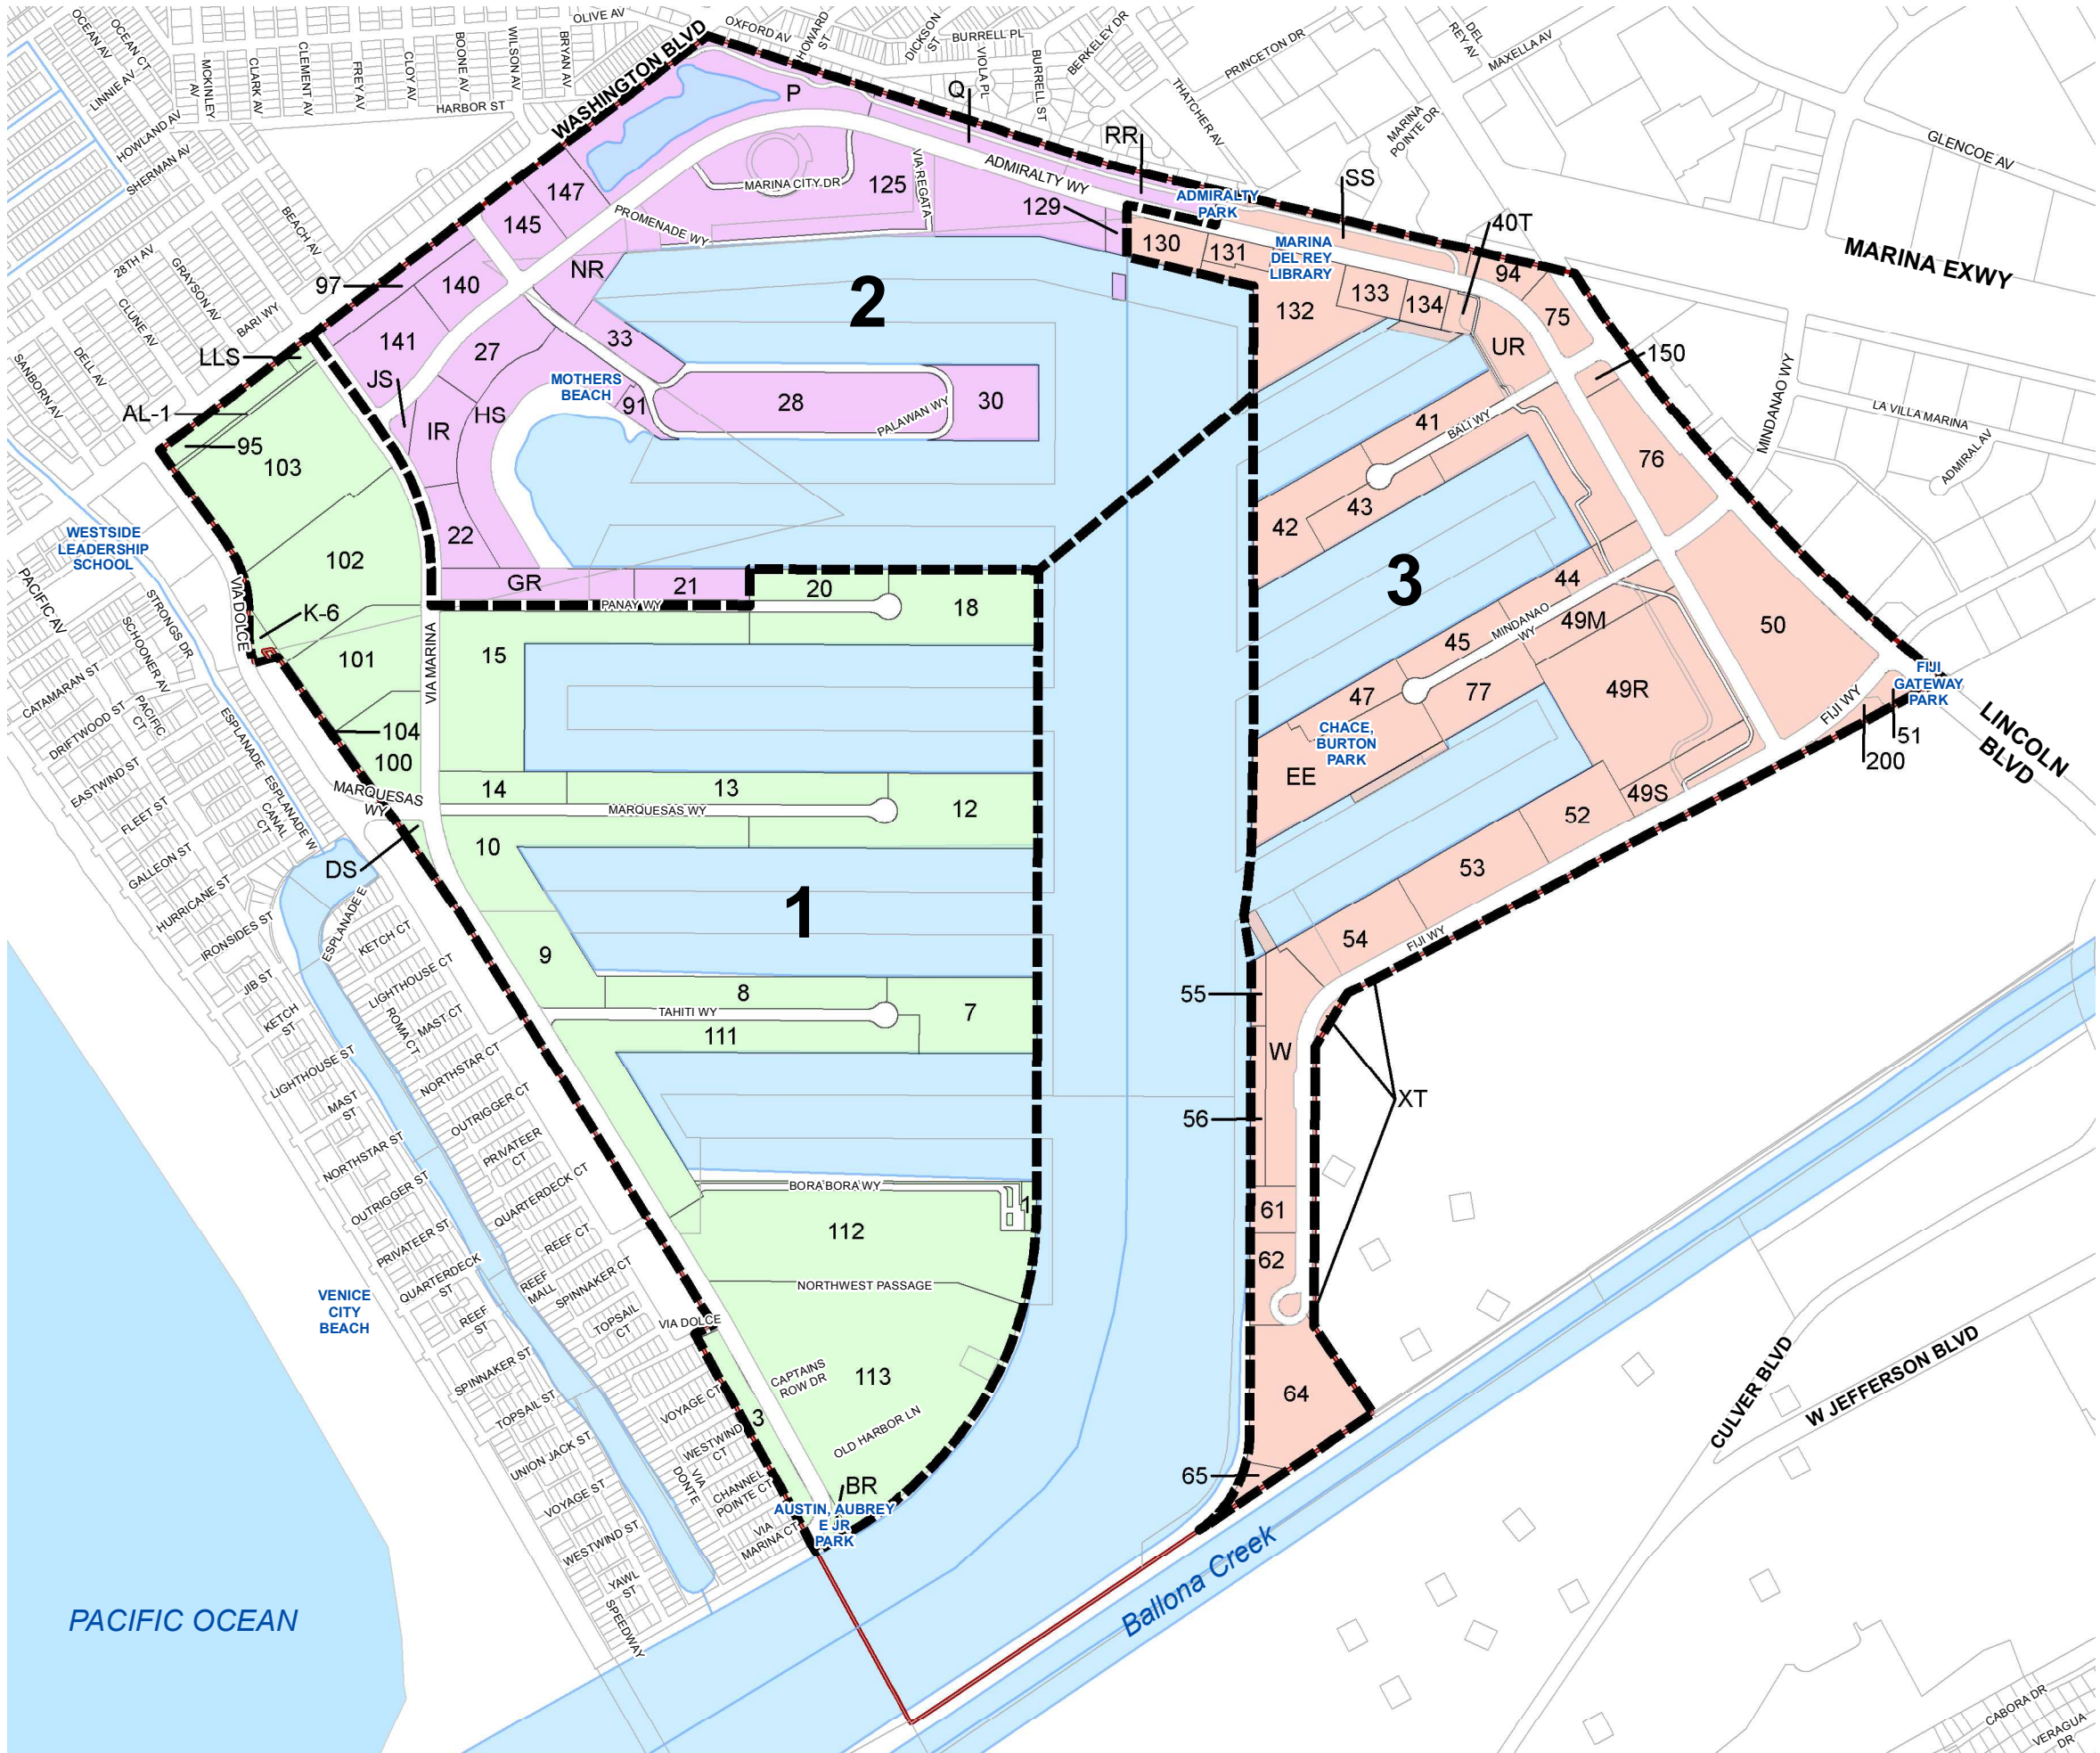 OCEAN AV
OCEAN CT
LINNIE AV
HOWLAND AV
SHERMAN AV
MCKINLEY
AV
CLARK AV
CLEMENT AV
FREY AV
CLOY AV
BOONE AV
WILSON AV
BRYAN AV
OLIVE AV
HARBOR ST
WASHINGTON BLVD
OXFORD AV
HOWARD
ST
DICKSON
ST
BURRELL PL
VIOLA PL
BURRELL ST
BERKELEY DR
THATCHER AV
PRINCETON DR
DEL
REY AV
MAXELLA AV
MARINA
POINTE DR
GLENCOE AV
MARINA EXWY
P
Q
RR
SS
40T
ADMIRALTY WY
ADMIRALTY
PARK
MARINA CITY DR
125
VIA REGATA
129
130
131
MARINA
DEL REY
LIBRARY
94
75
132
133
134
UR
150
147
145
PROMENADE WY
NR
97
140
141
2
33
27
JS
IR
HS
MOTHERS
BEACH
91
28
PALAWAN WY
30
22
GR
21
PANAY WY
BEACH AV
28TH AV
GRAYSON AV
CLUNE AV
BARI WY
DELL AV
SANBORN AV
LLS
AL-1
95
103
102
WESTSIDE
LEADERSHIP
SCHOOL
PACIFIC AV
STRONGS DR
VIA DOLCE
K-6
101
104
100
VIA MARINA
MARQUESAS
WY
DS
20
18
15
14
13
12
MARQUESAS WY
10
1
9
8
7
TAHITI WY
111
BORA BORA WY
1
112
NORTHWEST PASSAGE
CAPTAINS
ROW DR
113
OLD HARBOR LN
3
BR
AUSTIN, AUBREY
E JR
PARK
41
BALI WY
42
43
3
76
MINDANAO WY
LA VILLA MARINA
ADMIRAL AV
44
45
MINDANAO
WY
49M
50
47
77
49R
CHACE,
BURTON
PARK
EE
FIJI WY
FIJI
GATEWAY
PARK
51
200
LINCOLN
BLVD
49S
52
53
54
FIJI WY
55
W
56
XT
61
62
64
65
CATAMARAN ST
SCHOONER AV
DRIFTWOOD ST
PACIFIC
CT
EASTWIND ST
FLEET ST
GALLEON ST
HURRICANE ST
IRONSIDES ST
ESPLANADE
ESPLANADE W
CANAL
CT
ESPLANADE E
JIB ST
KETCH
ST
KETCH CT
LIGHTHOUSE CT
ROMA CT
MAST CT
LIGHTHOUSE ST
MAST
ST
NORTHSTAR CT
OUTRIGGER CT
NORTHSTAR ST
PRIVATEER
CT
OUTRIGGER ST
QUARTERDECK CT
PRIVATEER ST
REEF CT
QUARTERDECK
ST
REEF
MALL
SPINNAKER CT
REEF
ST
TOPSAIL
CT
VIA DOLCE
SPINNAKER ST
TOPSAIL ST
VOYAGE CT
UNION JACK ST
WESTWIND
CT
VIA
DONTE
CHANNEL
POINTE CT
VOYAGE ST
VIA
MARINA CT
WESTWIND ST
YAWL
ST
SPEEDWAY
VENICE
CITY
BEACH
PACIFIC OCEAN
Ballona Creek
CULVER BLVD
W JEFFERSON BLVD
CABORA DR
VERAGUA
DR